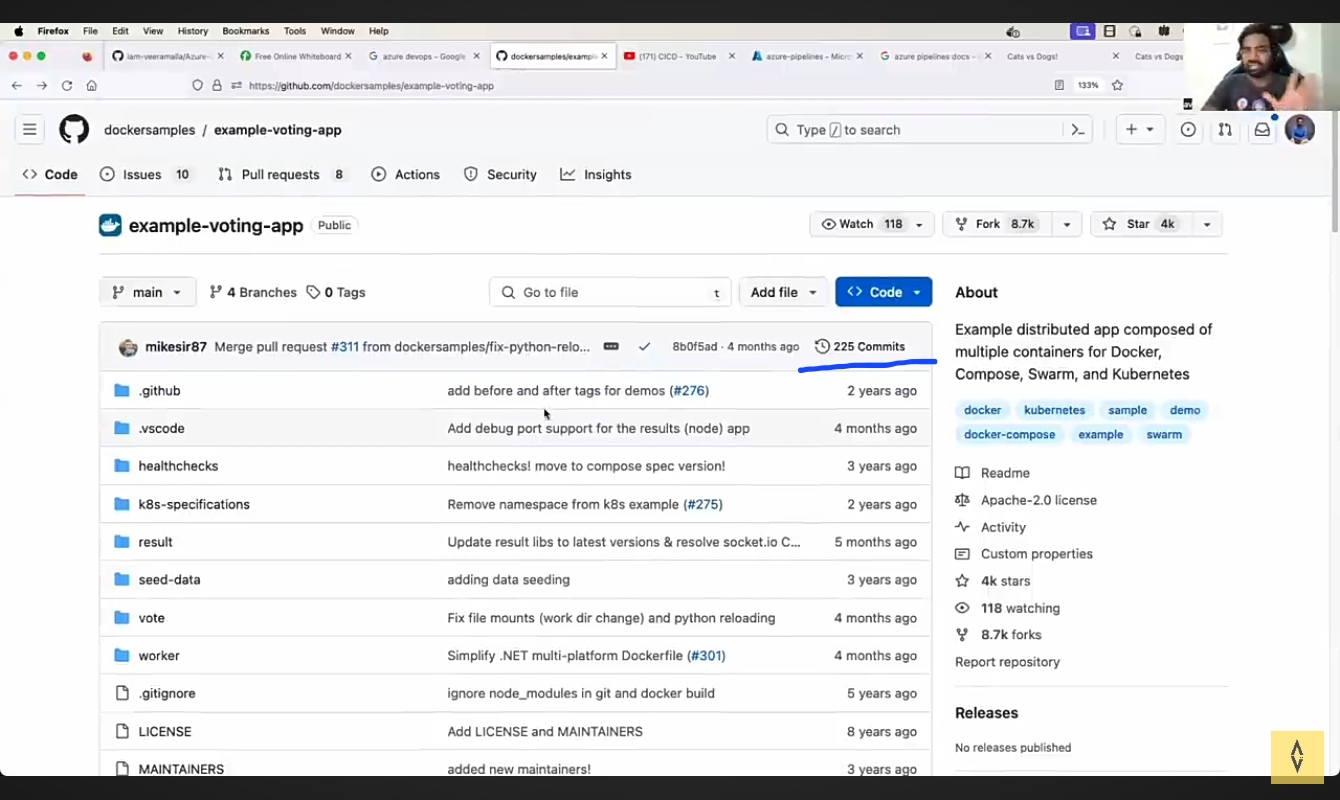 Firefox File Edit View History Bookmarks Tools Window Help
iam-veeramalla/Azure- Free Online Whiteboard azure devops - Google dockersamples/example (171) CICD - YouTube azure-pipelines - Micro azure pipelines docs - Cats vs Dogs! Cats vs Dogs
https://github.com/dockersamples/example-voting-app 133%
dockersamples / example-voting-app Type / to search
Code Issues 10 Pull requests 8 Actions Security Insights
example-voting-app Public Watch 118 Fork 8.7k Star 4k
main 4 Branches 0 Tags Go to file t Add file Code
mikesir87 Merge pull request #311 from dockersamples/fix-python-relo... 8b0f5ad · 4 months ago 225 Commits
.github add before and after tags for demos (#276) 2 years ago
.vscode Add debug port support for the results (node) app 4 months ago
healthchecks healthchecks! move to compose spec version! 3 years ago
k8s-specifications Remove namespace from k8s example (#275) 2 years ago
result Update result libs to latest versions & resolve socket.io C... 5 months ago
seed-data adding data seeding 3 years ago
vote Fix file mounts (work dir change) and python reloading 4 months ago
worker Simplify .NET multi-platform Dockerfile (#301) 4 months ago
.gitignore ignore node_modules in git and docker build 5 years ago
LICENSE Add LICENSE and MAINTAINERS 8 years ago
MAINTAINERS added new maintainers! 3 years ago
About
Example distributed app composed of
multiple containers for Docker,
Compose, Swarm, and Kubernetes
docker kubernetes sample demo
docker-compose example swarm
Readme
Apache-2.0 license
Activity
Custom properties
4k stars
118 watching
8.7k forks
Report repository
Releases
No releases published